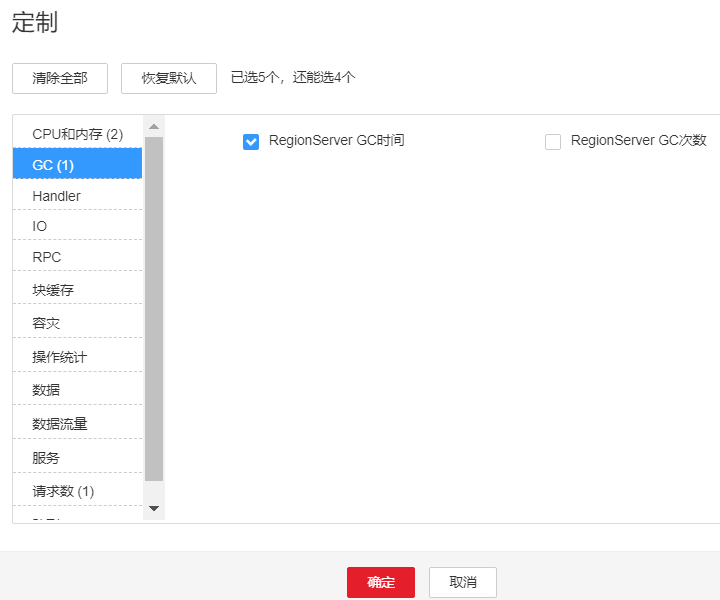 定制
清除全部 恢复默认 已选5个，还能选4个
CPU和内存 (2)
RegionServer GC时间 RegionServer GC次数
GC (1)
Handler
IO
RPC
块缓存
容灾
操作统计
数据
数据流量
服务
请求数 (1)
确定 取消